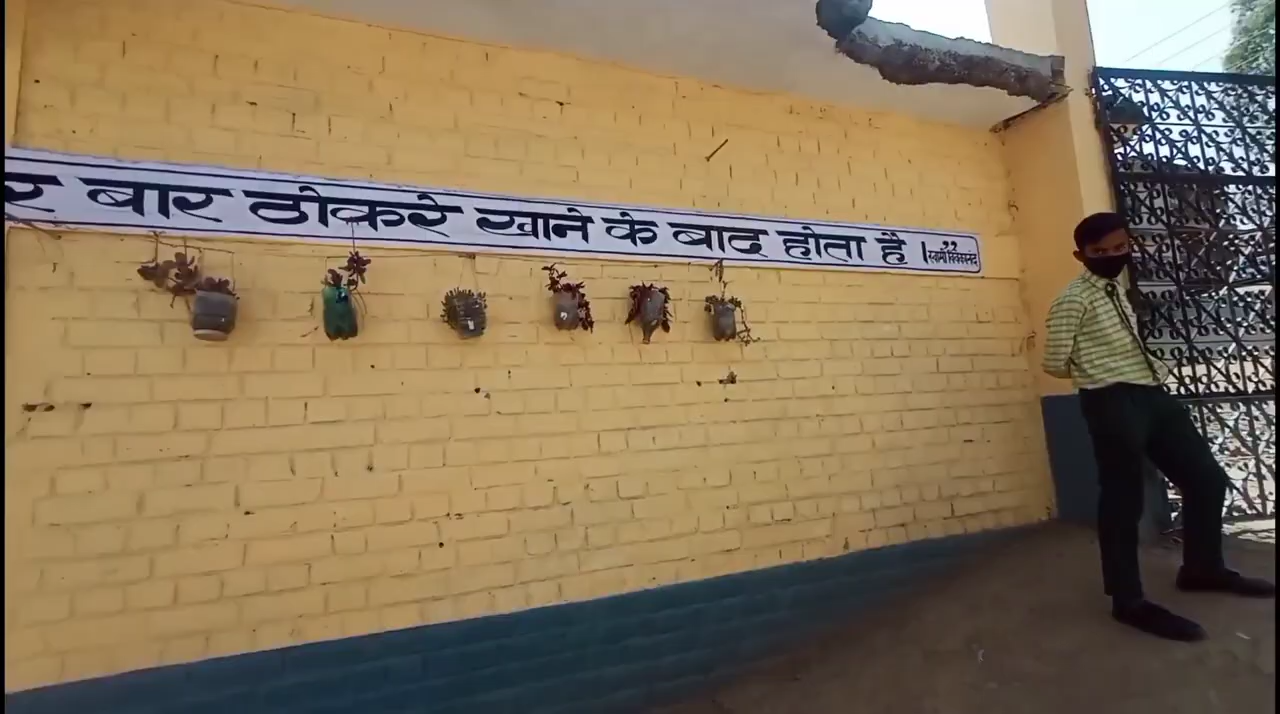 र बार ठोकरे खाने के बाद होता है ।”
स्वामी विवेकानंद